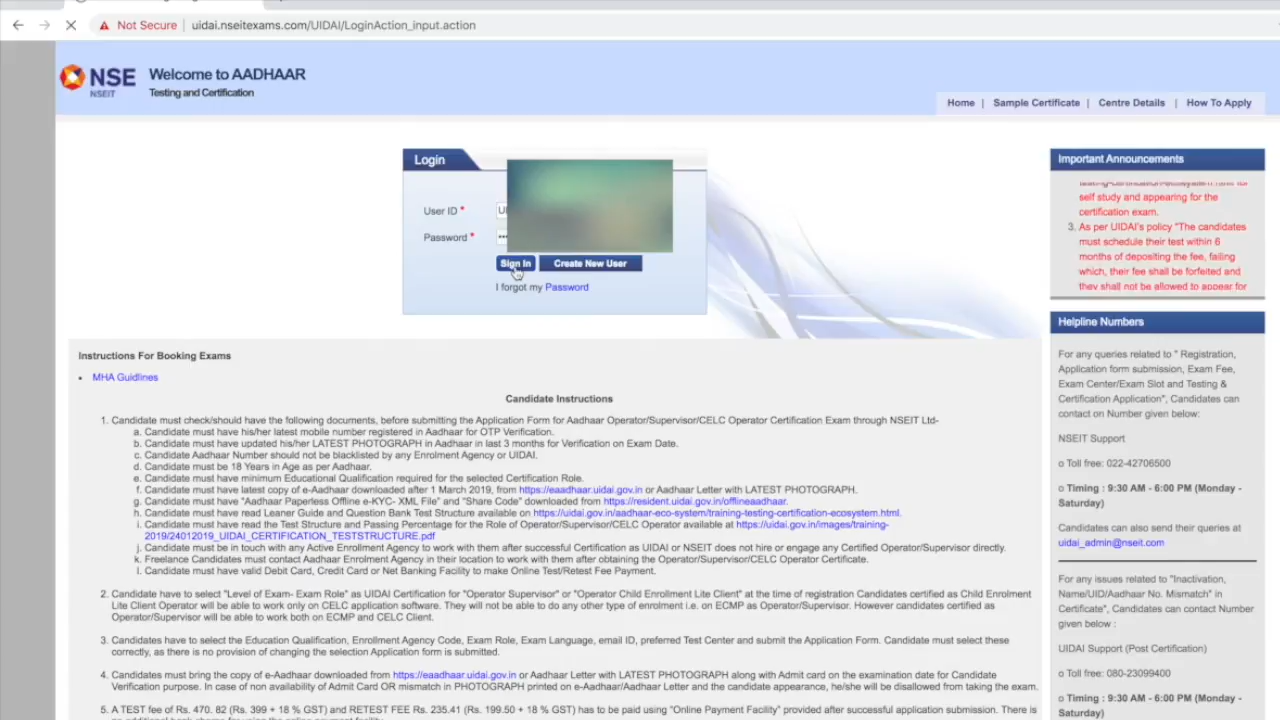 Not Secure
uidai.nseitexams.com/UIDAI/LoginAction_input.action
NSE
NSEIT
Welcome to AADHAAR
Testing and Certification
Home | Sample Certificate | Centre Details | How To Apply
Login
User ID *
Password *
Sign In
Create New User
I forgot my Password
Important Announcements
self study and appearing for the
certification exam.
3. As per UIDAI's policy "The candidates
must schedule their test within 6
months of depositing the fee, failing
which, their fee shall be forfeited and
they shall not be allowed to appear for
Helpline Numbers
For any queries related to " Registration,
Application form submission, Exam Fee,
Exam Center/Exam Slot and Testing &
Certification Application", Candidates can
contact on Number given below:
NSEIT Support
o Toll free: 022-42706500
o Timing : 9:30 AM - 6:00 PM (Monday -
Saturday)
Candidates can also send their queries at
uidai_admin@nseit.com
For any issues related to "Inactivation,
Name/UID/Aadhaar No. Mismatch" in
Certificate", Candidates can contact Number
given below :
UIDAI Support (Post Certification)
o Toll free: 080-23099400
o Timing : 9:30 AM - 6:00 PM (Monday -
Saturday)
Instructions For Booking Exams
• MHA Guidlines
Candidate Instructions
1. Candidate must check/should have the following documents, before submitting the Application Form for Aadhaar Operator/Supervisor/CELC Operator Certification Exam through NSEIT Ltd-
a. Candidate must have his/her latest mobile number registered in Aadhaar for OTP Verification.
b. Candidate must have updated his/her LATEST PHOTOGRAPH in Aadhaar in last 3 months for Verification on Exam Date.
c. Candidate Aadhaar Number should not be blacklisted by any Enrolment Agency or UIDAI.
d. Candidate must be 18 Years in Age as per Aadhaar.
e. Candidate must have minimum Educational Qualification required for the selected Certification Role.
f. Candidate must have latest copy of e-Aadhaar downloaded after 1 March 2019, from https://eaadhaar.uidai.gov.in or Aadhaar Letter with LATEST PHOTOGRAPH.
g. Candidate must have "Aadhaar Paperless Offline e-KYC- XML File" and "Share Code" downloaded from https://resident.uidai.gov.in/offlineaadhaar.
h. Candidate must have read Leaner Guide and Question Bank Test Structure available on https://uidai.gov.in/aadhaar-eco-system/training-testing-certification-ecosystem.html.
i. Candidate must have read the Test Structure and Passing Percentage for the Role of Operator/Supervisor/CELC Operator available at https://uidai.gov.in/images/training-
2019/24012019_UIDAI_CERTIFICATION_TESTSTRUCTURE.pdf
j. Candidate must be in touch with any Active Enrollment Agency to work with them after successful Certification as UIDAI or NSEIT does not hire or engage any Certified Operator/Supervisor directly.
k. Freelance Candidates must contact Aadhaar Enrolment Agency in their location to work with them after obtaining the Operator/Supervisor/CELC Operator Certificate.
l. Candidate must have valid Debit Card, Credit Card or Net Banking Facility to make Online Test/Retest Fee Payment.
2. Candidate have to select "Level of Exam- Exam Role" as UIDAI Certification for "Operator Supervisor" or "Operator Child Enrollment Lite Client" at the time of registration Candidates certified as Child Enrolment
Lite Client Operator will be able to work only on CELC application software. They will not be able to do any other type of enrolment i.e. on ECMP as Operator/Supervisor. However candidates certified as
Operator/Supervisor will be able to work both on ECMP and CELC Client.
3. Candidates have to select the Education Qualification, Enrollment Agency Code, Exam Role, Exam Language, email ID, preferred Test Center and submit the Application Form. Candidate must select these
correctly, as there is no provision of changing the selection Application form is submitted.
4. Candidates must bring the copy of e-Aadhaar downloaded from https://eaadhaar.uidai.gov.in or Aadhaar Letter with LATEST PHOTOGRAPH along with Admit card on the examination date for Candidate
Verification purpose. In case of non availability of Admit Card OR mismatch in PHOTOGRAPH printed on e-Aadhaar/Aadhaar Letter and the candidate appearance, he/she will be disallowed from taking the exam.
5. A TEST fee of Rs. 470. 82 (Rs. 399 + 18 % GST) and RETEST FEE Rs. 235.41 (Rs. 199.50 + 18 % GST) has to be paid using "Online Payment Facility" provided after successful application submission. There is